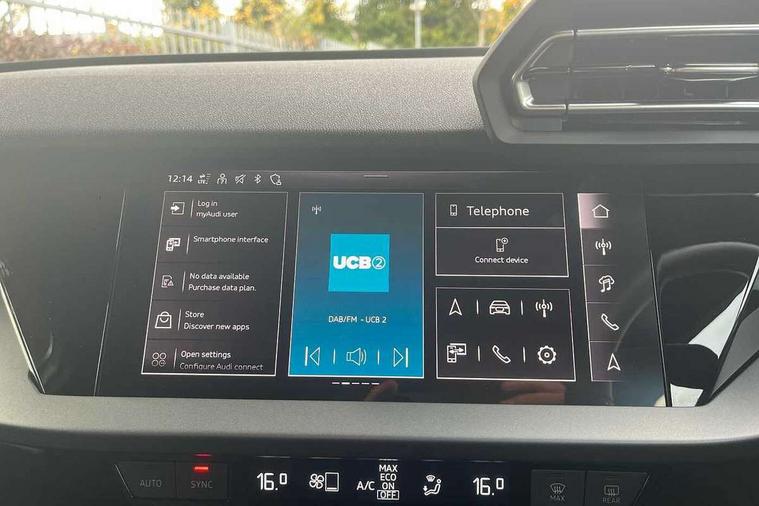 12:14
LTE
Log in
myAudi user
Smartphone interface
No data available
Purchase data plan.
Store
Discover new apps
Open settings
Configure Audi connect
UCB2
DAB/FM - UCB 2
Telephone
Connect device
AUTO
SYNC
16.0
A/C
MAX
ECO
ON
OFF
16.0
MAX
REAR